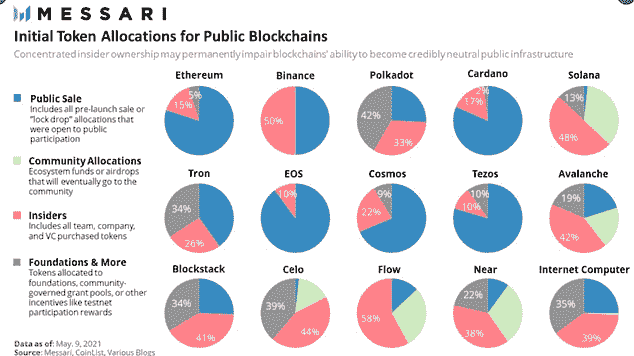 MESSARI
Initial Token Allocations for Public Blockchains
Concentrated insider ownership may permanently impair blockchains' ability to become credibly neutral public infrastructure
Public Sale
Includes all pre-launch sale or
"lock drop" allocations that
were open to public
participation
Community Allocations
Ecosystem funds or airdrops
that will eventually go to the
community
Insiders
Includes all team, company,
and VC purchased tokens
Foundations & More
Tokens allocated to
foundations, community-
governed grant pools, or other
incentives like testnet
participation rewards
Ethereum
5%
15%
Binance
50%
Polkadot
42%
33%
Cardano
2%
17%
Solana
13%
48%
Tron
34%
26%
EOS
10%
Cosmos
9%
22%
Tezos
10%
10%
Avalanche
19%
42%
Blockstack
34%
41%
Celo
39%
44%
Flow
58%
Near
22%
38%
Internet Computer
35%
39%
Data as of: May. 9, 2021
Source: Messari, CoinList, Various Blogs